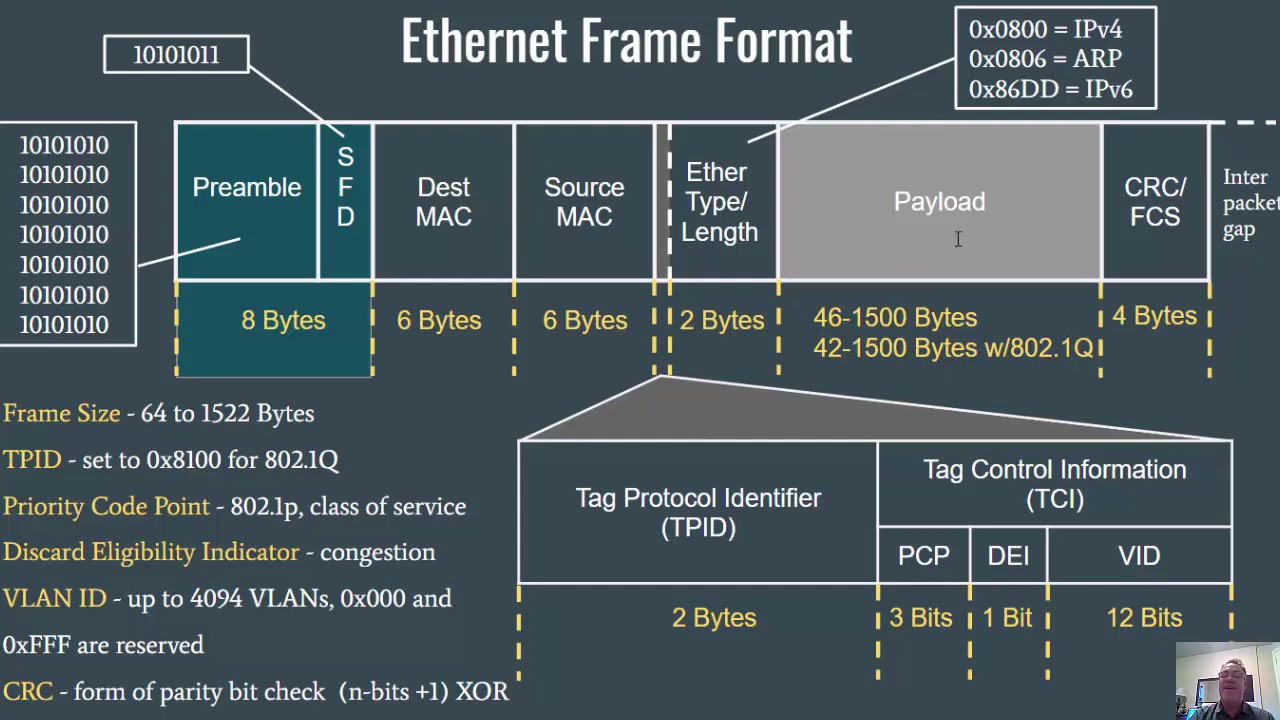 Ethernet Frame Format
10101011
0x0800 = IPv4
0x0806 = ARP
0x86DD = IPv6
10101010
10101010
10101010
10101010
10101010
10101010
10101010
Preamble
S
F
D
Dest
MAC
Source
MAC
Ether
Type/
Length
Payload
CRC/
FCS
Inter
packet
gap
8 Bytes
6 Bytes
6 Bytes
2 Bytes
46-1500 Bytes
42-1500 Bytes w/802.1Q
4 Bytes
Frame Size - 64 to 1522 Bytes
TPID - set to 0x8100 for 802.1Q
Priority Code Point - 802.1p, class of service
Discard Eligibility Indicator - congestion
VLAN ID - up to 4094 VLANs, 0x000 and
0xFFF are reserved
CRC - form of parity bit check (n-bits +1) XOR
Tag Protocol Identifier
(TPID)
Tag Control Information
(TCI)
PCP
DEI
VID
2 Bytes
3 Bits
1 Bit
12 Bits